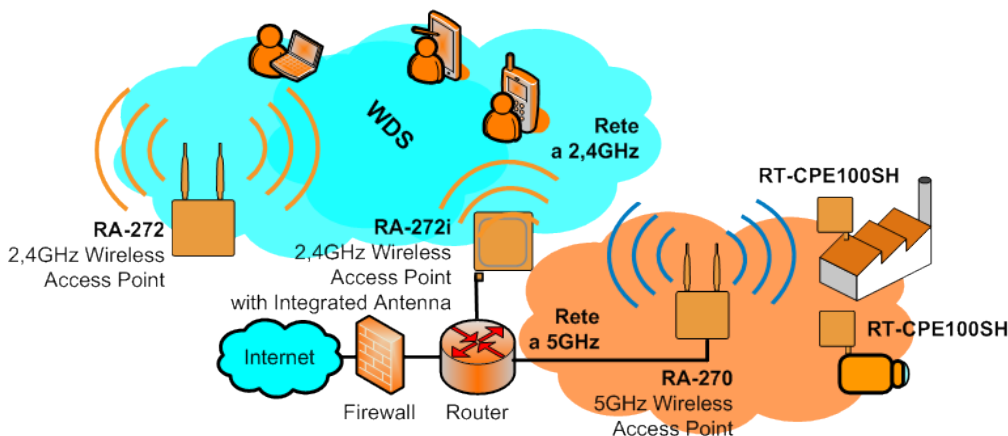 WDS
Rete
a 2,4GHz
RT-CPE100SH
RA-272
2,4GHz Wireless
Access Point
RA-272i
2,4GHz Wireless
Access Point
with Integrated Antenna
Rete
a 5GHz
RT-CPE100SH
Internet
Firewall
Router
RA-270
5GHz Wireless
Access Point